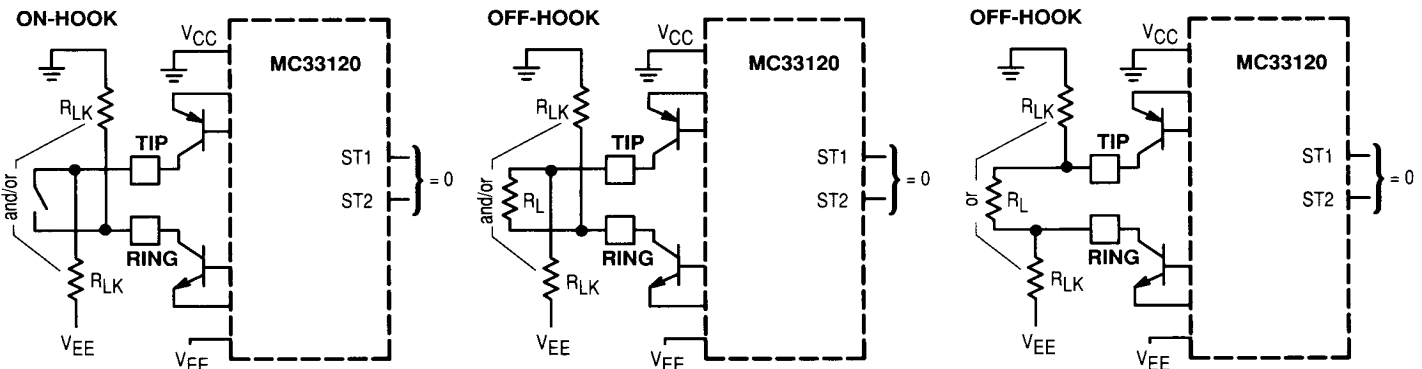 ON-HOOK
VCC
MC33120
RLK
TIP
and/or
ST1
ST2
= 0
RING
RLK
VEE
VEE
OFF-HOOK
VCC
MC33120
RLK
TIP
and/or
RL
ST1
ST2
= 0
RING
RLK
VEE
VEE
OFF-HOOK
VCC
MC33120
RLK
TIP
or
RL
ST1
ST2
= 0
RING
RLK
VEE
VEE